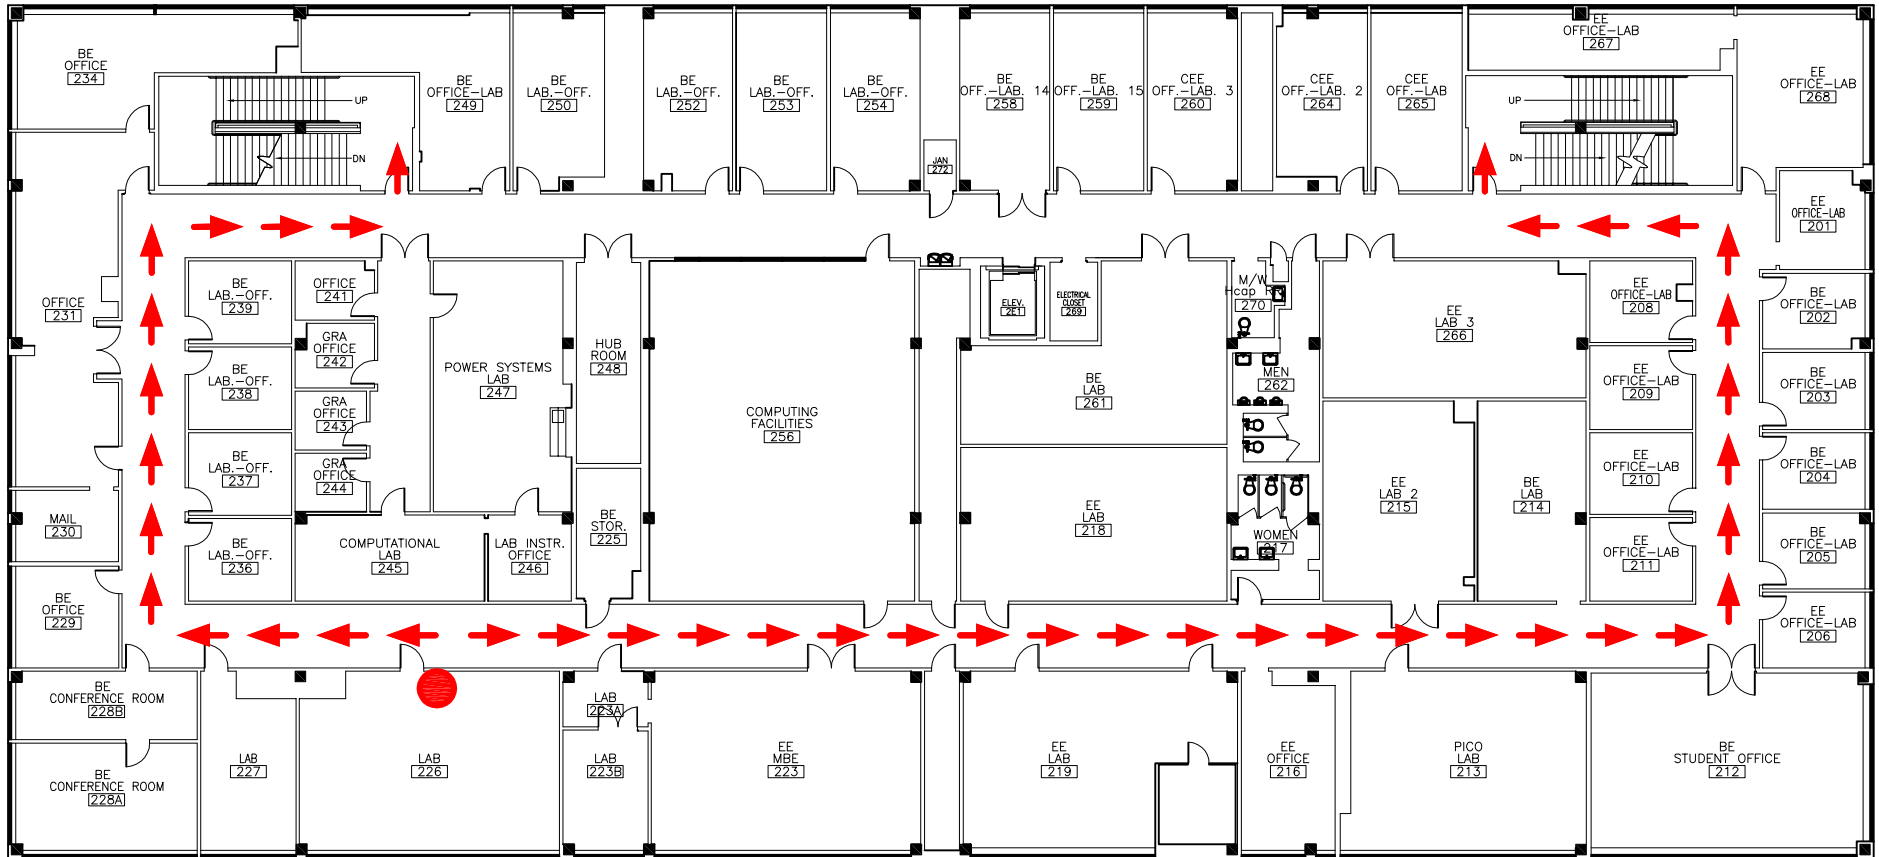 BE
OFFICE
234
UP
DN
BE
OFFICE-LAB
249
BE
LAB.-OFF.
250
BE
LAB.-OFF.
252
BE
LAB.-OFF.
253
BE
LAB.-OFF.
254
JAN
272
BE
OFF.-LAB. 14
258
BE
OFF.-LAB. 15
259
CEE
OFF.-LAB. 3
260
CEE
OFF.-LAB. 2
264
CEE
OFF.-LAB
265
EE
OFFICE-LAB
267
UP
DN
EE
OFFICE-LAB
268
EE
OFFICE-LAB
201
OFFICE
231
BE
LAB.-OFF.
239
OFFICE
241
GRA
OFFICE
242
BE
LAB.-OFF.
238
GRA
OFFICE
243
BE
LAB.-OFF.
237
GRA
OFFICE
244
POWER SYSTEMS
LAB
247
HUB
ROOM
248
COMPUTING
FACILITIES
256
ELEV.
2E1
ELECTRICAL
CLOSET
269
M/W
Hcap RR
270
BE
LAB
261
MEN
262
EE
LAB 3
266
EE
OFFICE-LAB
208
BE
OFFICE-LAB
202
EE
OFFICE-LAB
209
BE
OFFICE-LAB
203
EE
OFFICE-LAB
210
BE
OFFICE-LAB
204
MAIL
230
BE
LAB.-OFF.
236
COMPUTATIONAL
LAB
245
LAB INSTR.
OFFICE
246
BE
STOR.
225
EE
LAB
218
WOMEN
217
EE
LAB 2
215
BE
LAB
214
EE
OFFICE-LAB
211
BE
OFFICE-LAB
205
BE
OFFICE
229
EE
OFFICE-LAB
206
BE
CONFERENCE ROOM
228B
BE
CONFERENCE ROOM
228A
LAB
227
LAB
226
LAB
223A
LAB
223B
EE
MBE
223
EE
LAB
219
EE
OFFICE
216
PICO
LAB
213
BE
STUDENT OFFICE
212